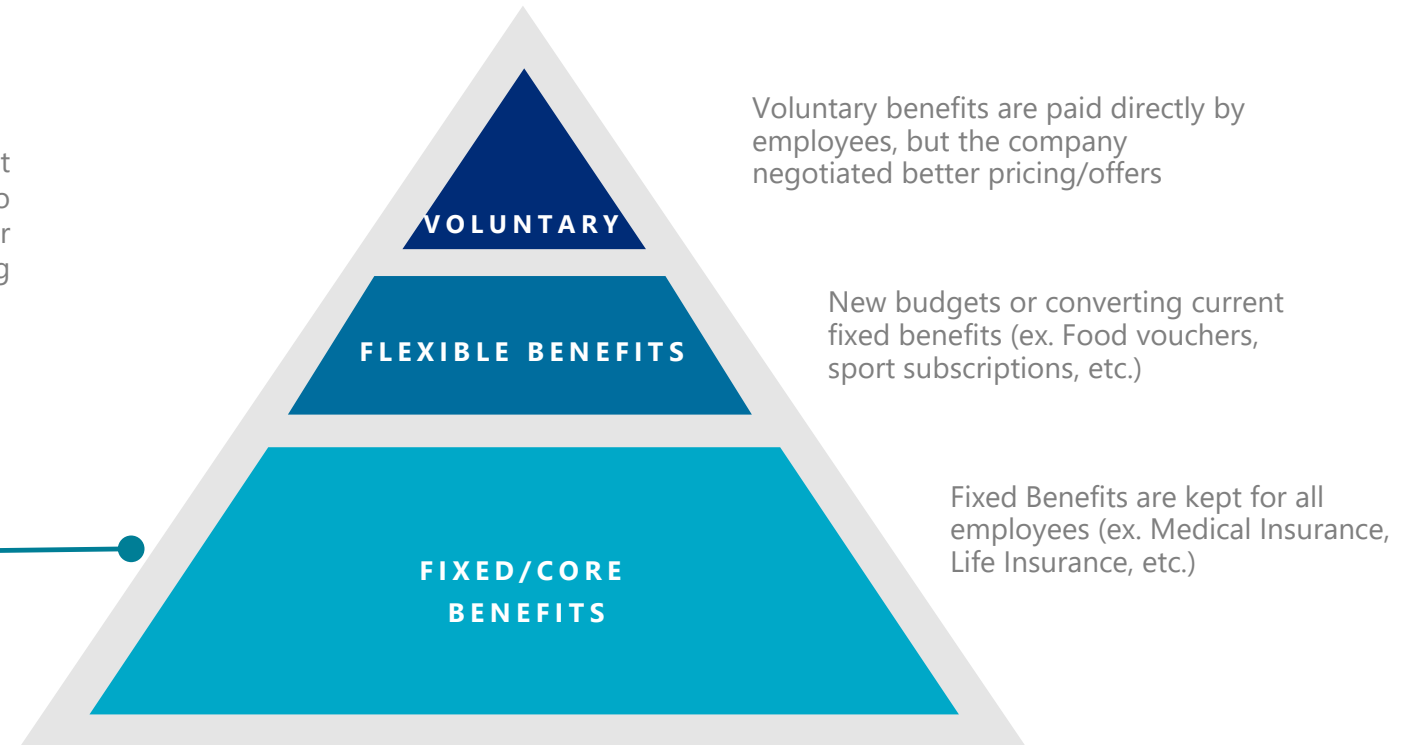 Voluntary benefits are paid directly by
employees, but the company
negotiated better pricing/offers
VOLUNTARY
New budgets or converting current
fixed benefits (ex. Food vouchers,
sport subscriptions, etc.)
FLEXIBLE BENEFITS
Fixed Benefits are kept for all
employees (ex. Medical Insurance,
Life Insurance, etc.)
FIXED/CORE
BENEFITS